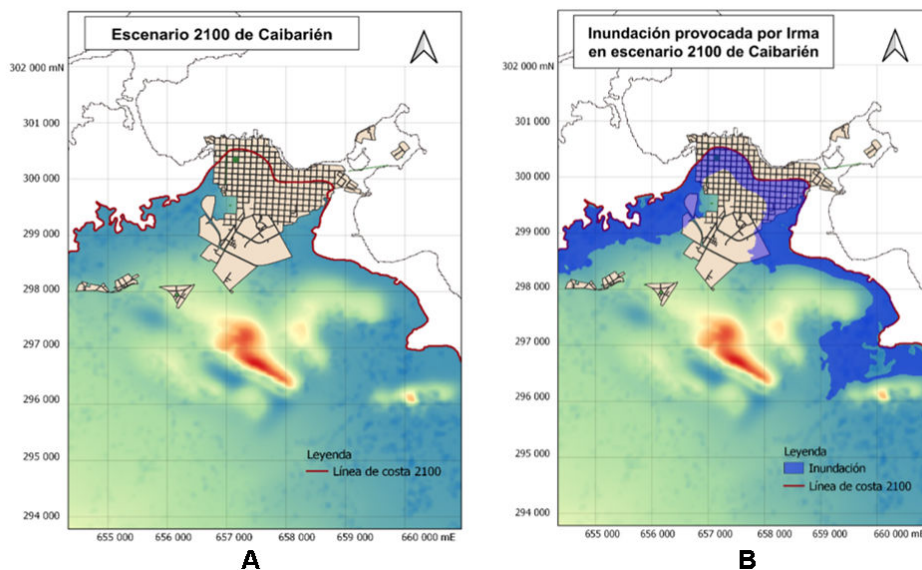 Escenario 2100 de Caibarién
302 000 mN
301 000
300 000
299 000
298 000
297 000
296 000
295 000
294 000
Leyenda
Línea de costa 2100
655 000 656 000 657 000 658 000 659 000 660 000 mE
A
Inundación provocada por Irma
en escenario 2100 de Caibarién
302 000 mN
301 000
300 000
299 000
298 000
297 000
296 000
295 000
294 000
Leyenda
Inundación
Línea de costa 2100
655 000 656 000 657 000 658 000 659 000 660 000 mE
B